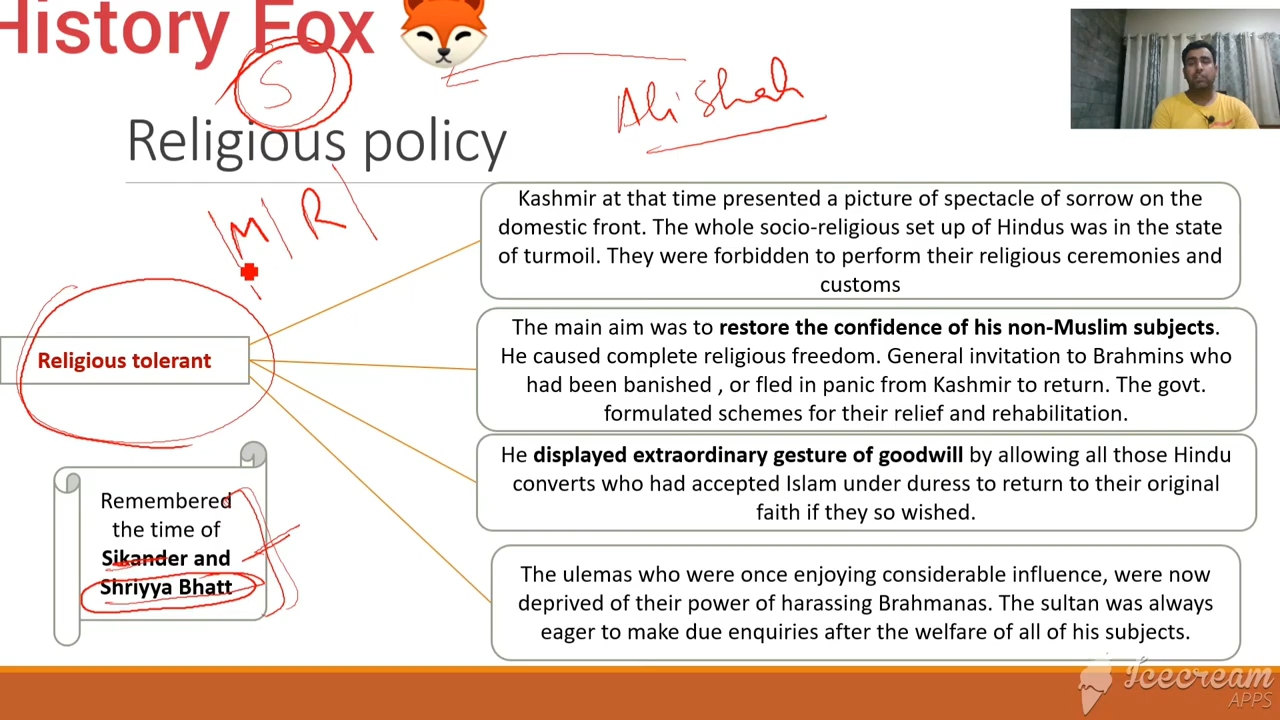 History Fox
S
Ali Shah
Religious policy
M R
Kashmir at that time presented a picture of spectacle of sorrow on the
domestic front. The whole socio-religious set up of Hindus was in the state
of turmoil. They were forbidden to perform their religious ceremonies and
customs
Religious tolerant
The main aim was to restore the confidence of his non-Muslim subjects.
He caused complete religious freedom. General invitation to Brahmins who
had been banished , or fled in panic from Kashmir to return. The govt.
formulated schemes for their relief and rehabilitation.
He displayed extraordinary gesture of goodwill by allowing all those Hindu
converts who had accepted Islam under duress to return to their original
faith if they so wished.
Remembered
the time of
Sikander and
Shriyya Bhatt
The ulemas who were once enjoying considerable influence, were now
deprived of their power of harassing Brahmanas. The sultan was always
eager to make due enquiries after the welfare of all of his subjects.
Icecream
APPS